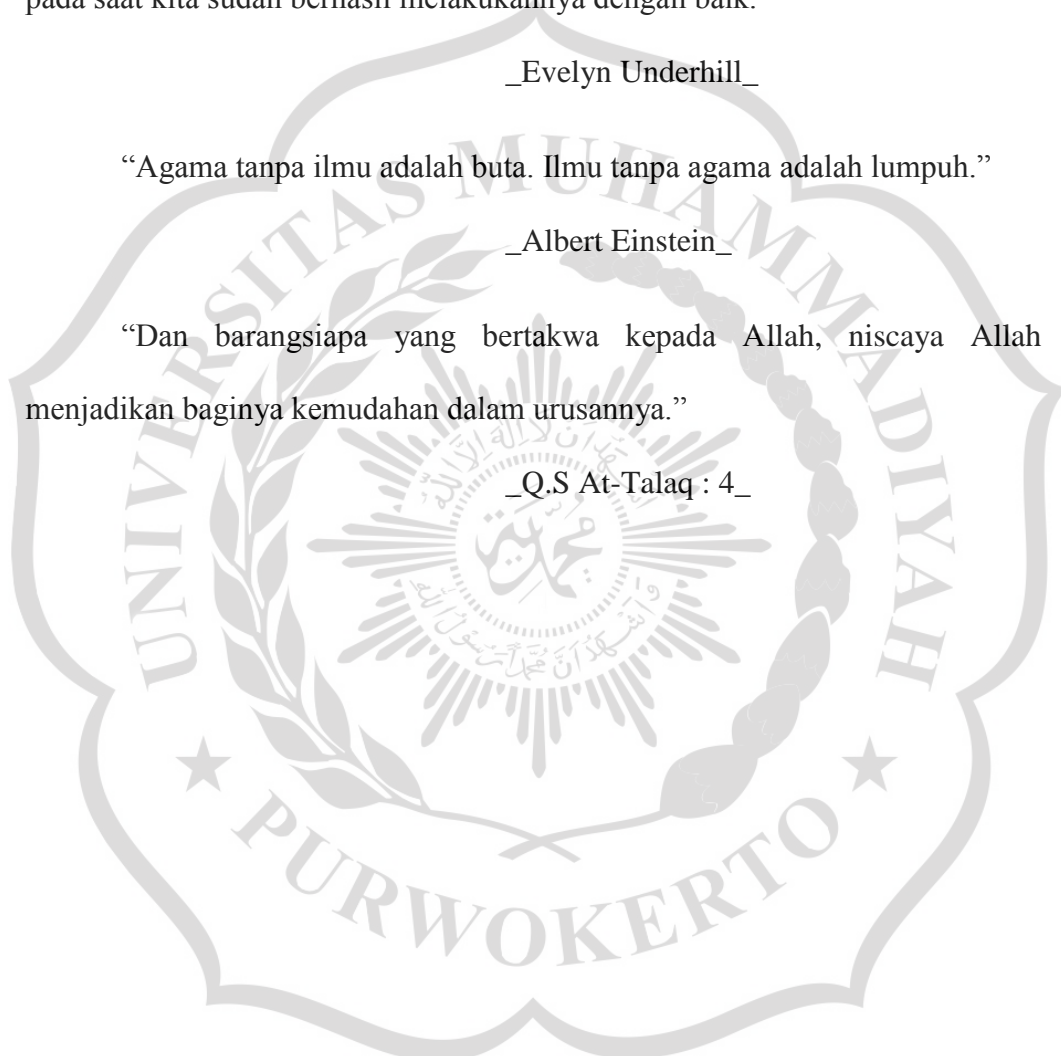 pada saat kita sudah berhasil melakukannya dengan baik.
_Evelyn Underhill_
“Agama tanpa ilmu adalah buta. Ilmu tanpa agama adalah lumpuh.”
_Albert Einstein_
“Dan barangsiapa yang bertakwa kepada Allah, niscaya Allah
menjadikan baginya kemudahan dalam urusannya.”
_Q.S At-Talaq : 4_
UNIVERSITAS MUHAMMADIYAH
PURWOKERTO
محمد